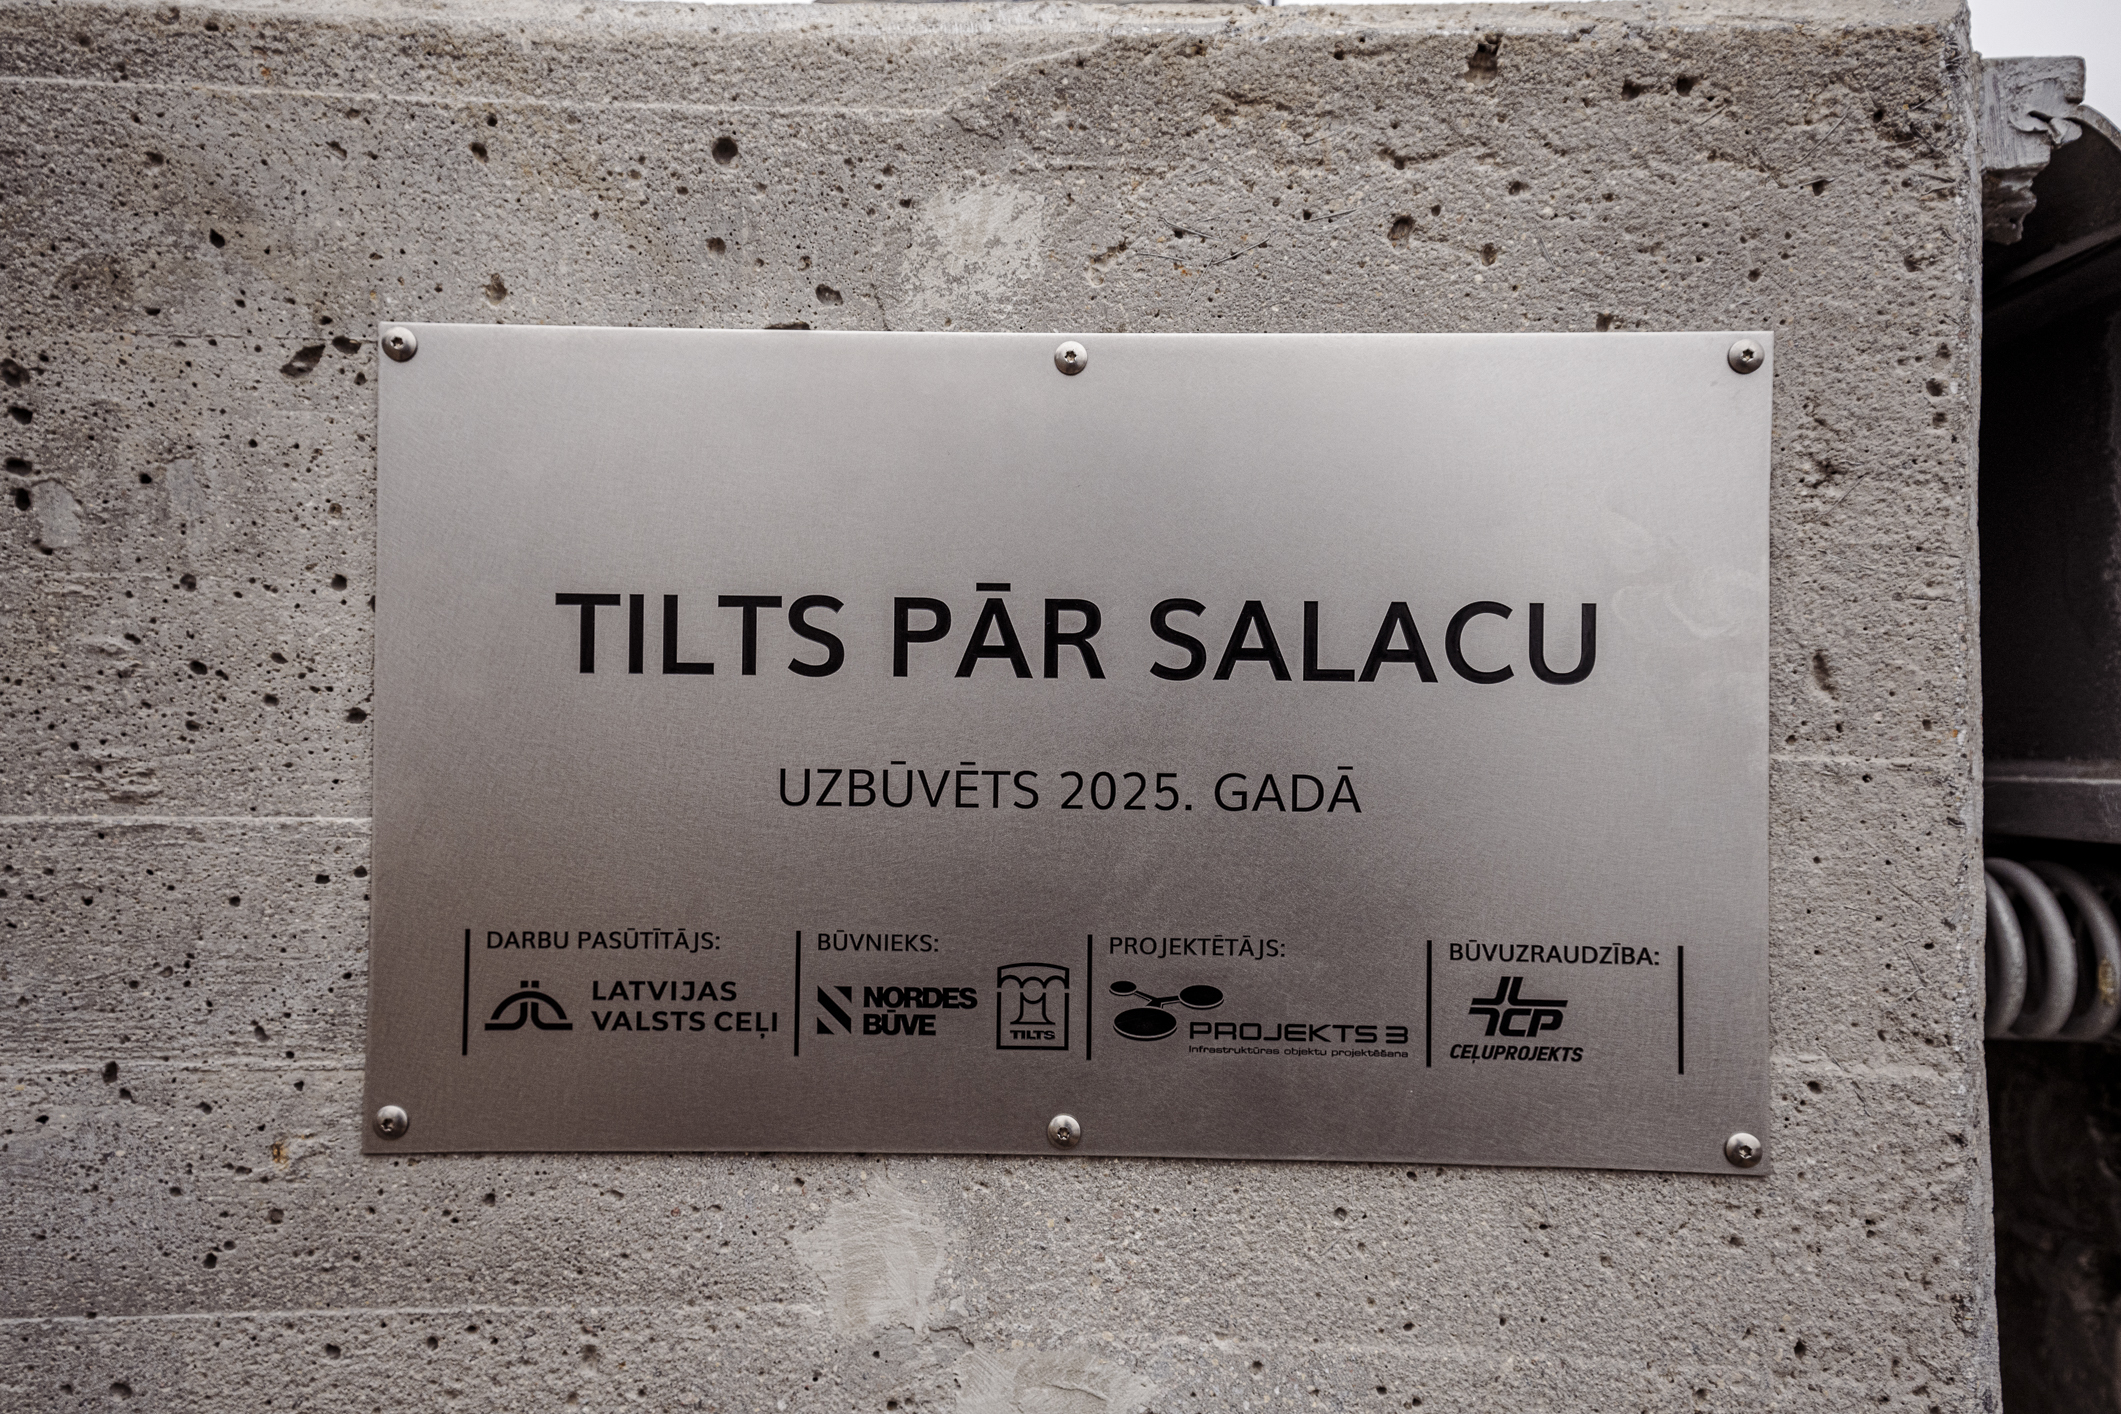 TILTS PĀR SALACU
UZBŪVĒTS 2025. GADĀ
DARBU PASŪTĪTĀJS:
LATVIJAS
VALSTS CEĻI
BŪVNIEKS:
NORDES
BŪVE
TILTS
PROJEKTĒTĀJS:
PROJEKTS 3
Infrastruktūras objektu projektēšana
BŪVUZRAUDZĪBA:
CP
CEĻUPROJEKTS